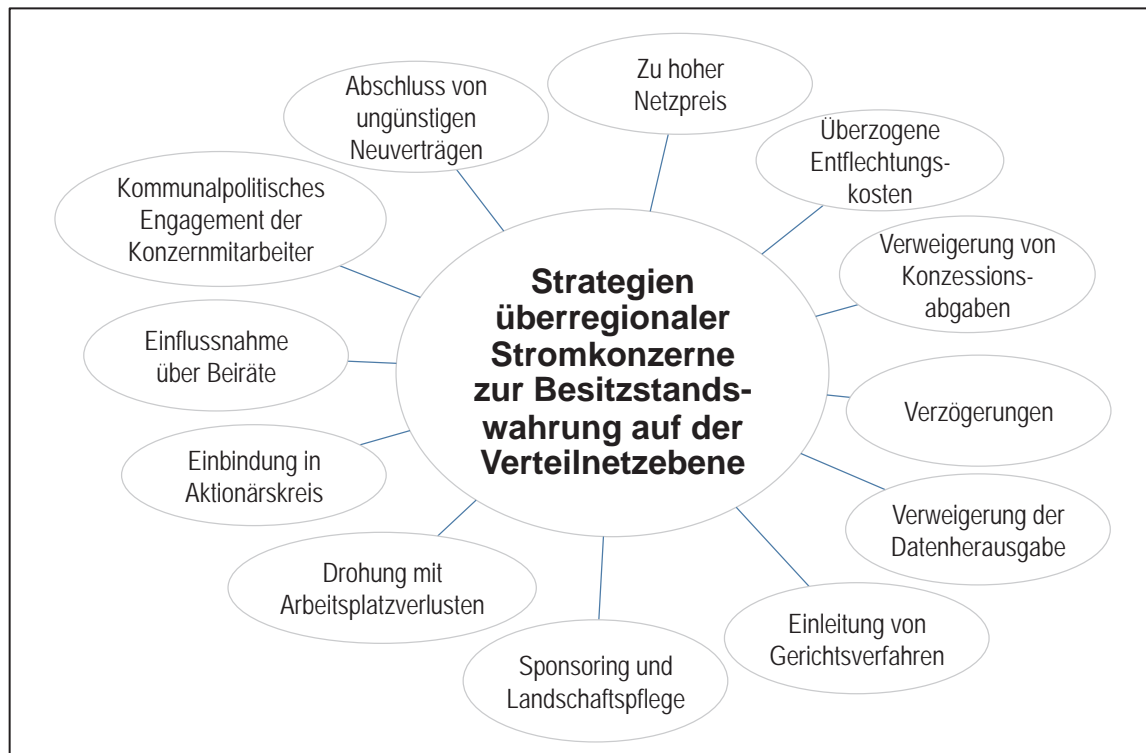 Strategien
überregionaler
Stromkonzerne
zur Besitzstands-
wahrung auf der
Verteilnetzebene
Zu hoher
Netzpreis
Überzogene
Entflechtungs-
kosten
Verweigerung von
Konzessions-
abgaben
Verzögerungen
Verweigerung der
Datenherausgabe
Einleitung von
Gerichtsverfahren
Sponsoring und
Landschaftspflege
Drohung mit
Arbeitsplatzverlusten
Einbindung in
Aktionärskreis
Einflussnahme
über Beiräte
Kommunalpolitisches
Engagement der
Konzernmitarbeiter
Abschluss von
ungünstigen
Neuverträgen